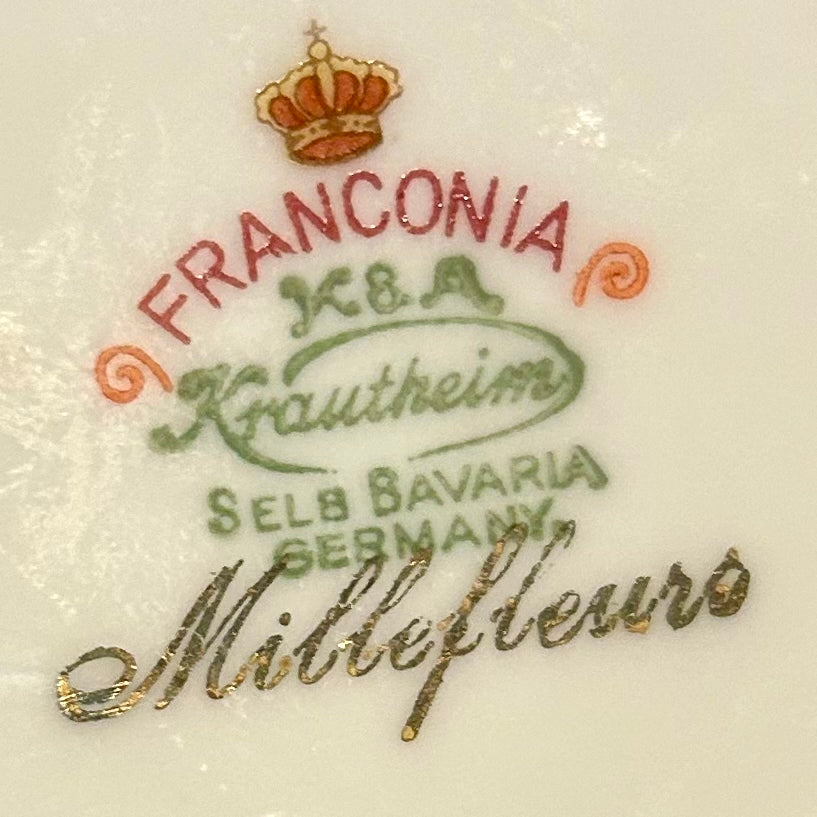 FRANCONIA
K & A
Krautheim
SELB BAVARIA
GERMANY.
Millefleurs